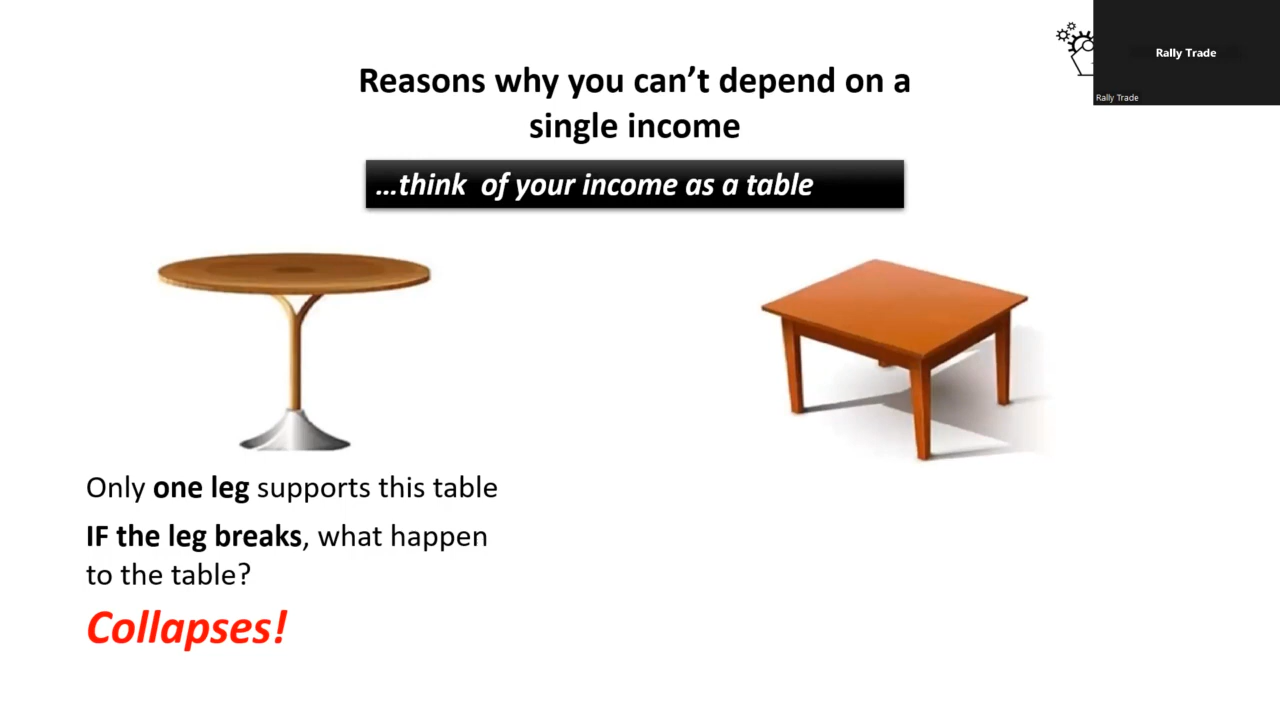 Rally Trade
Rally Trade
Reasons why you can’t depend on a
single income
...think of your income as a table
Only one leg supports this table
IF the leg breaks, what happen
to the table?
Collapses!